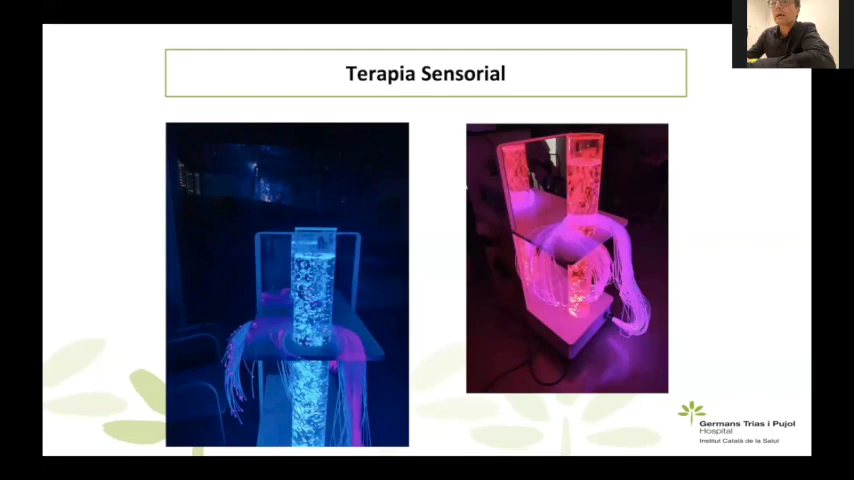 Terapia Sensorial
Germans Trias i Pujol
Hospital
Institut Català de la Salut